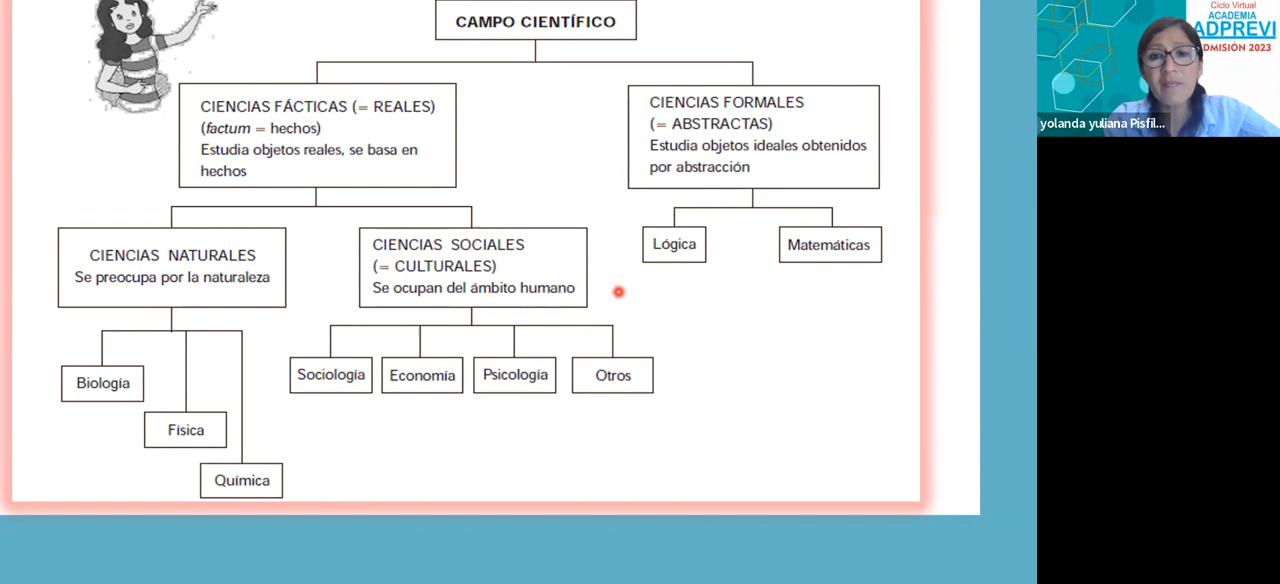 CAMPO CIENTÍFICO
CIENCIAS FÁCTICAS (= REALES)
(factum = hechos)
Estudia objetos reales, se basa en
hechos
CIENCIAS FORMALES
(= ABSTRACTAS)
Estudia objetos ideales obtenidos
por abstracción
CIENCIAS NATURALES
Se preocupa por la naturaleza
CIENCIAS SOCIALES
(= CULTURALES)
Se ocupan del ámbito humano
Lógica
Matemáticas
Biología
Física
Química
Sociología
Economía
Psicología
Otros
Ciclo Virtual
ACADEMIA
ADPREVI
DMISIÓN 2023
yolanda yuliana Pisfil...